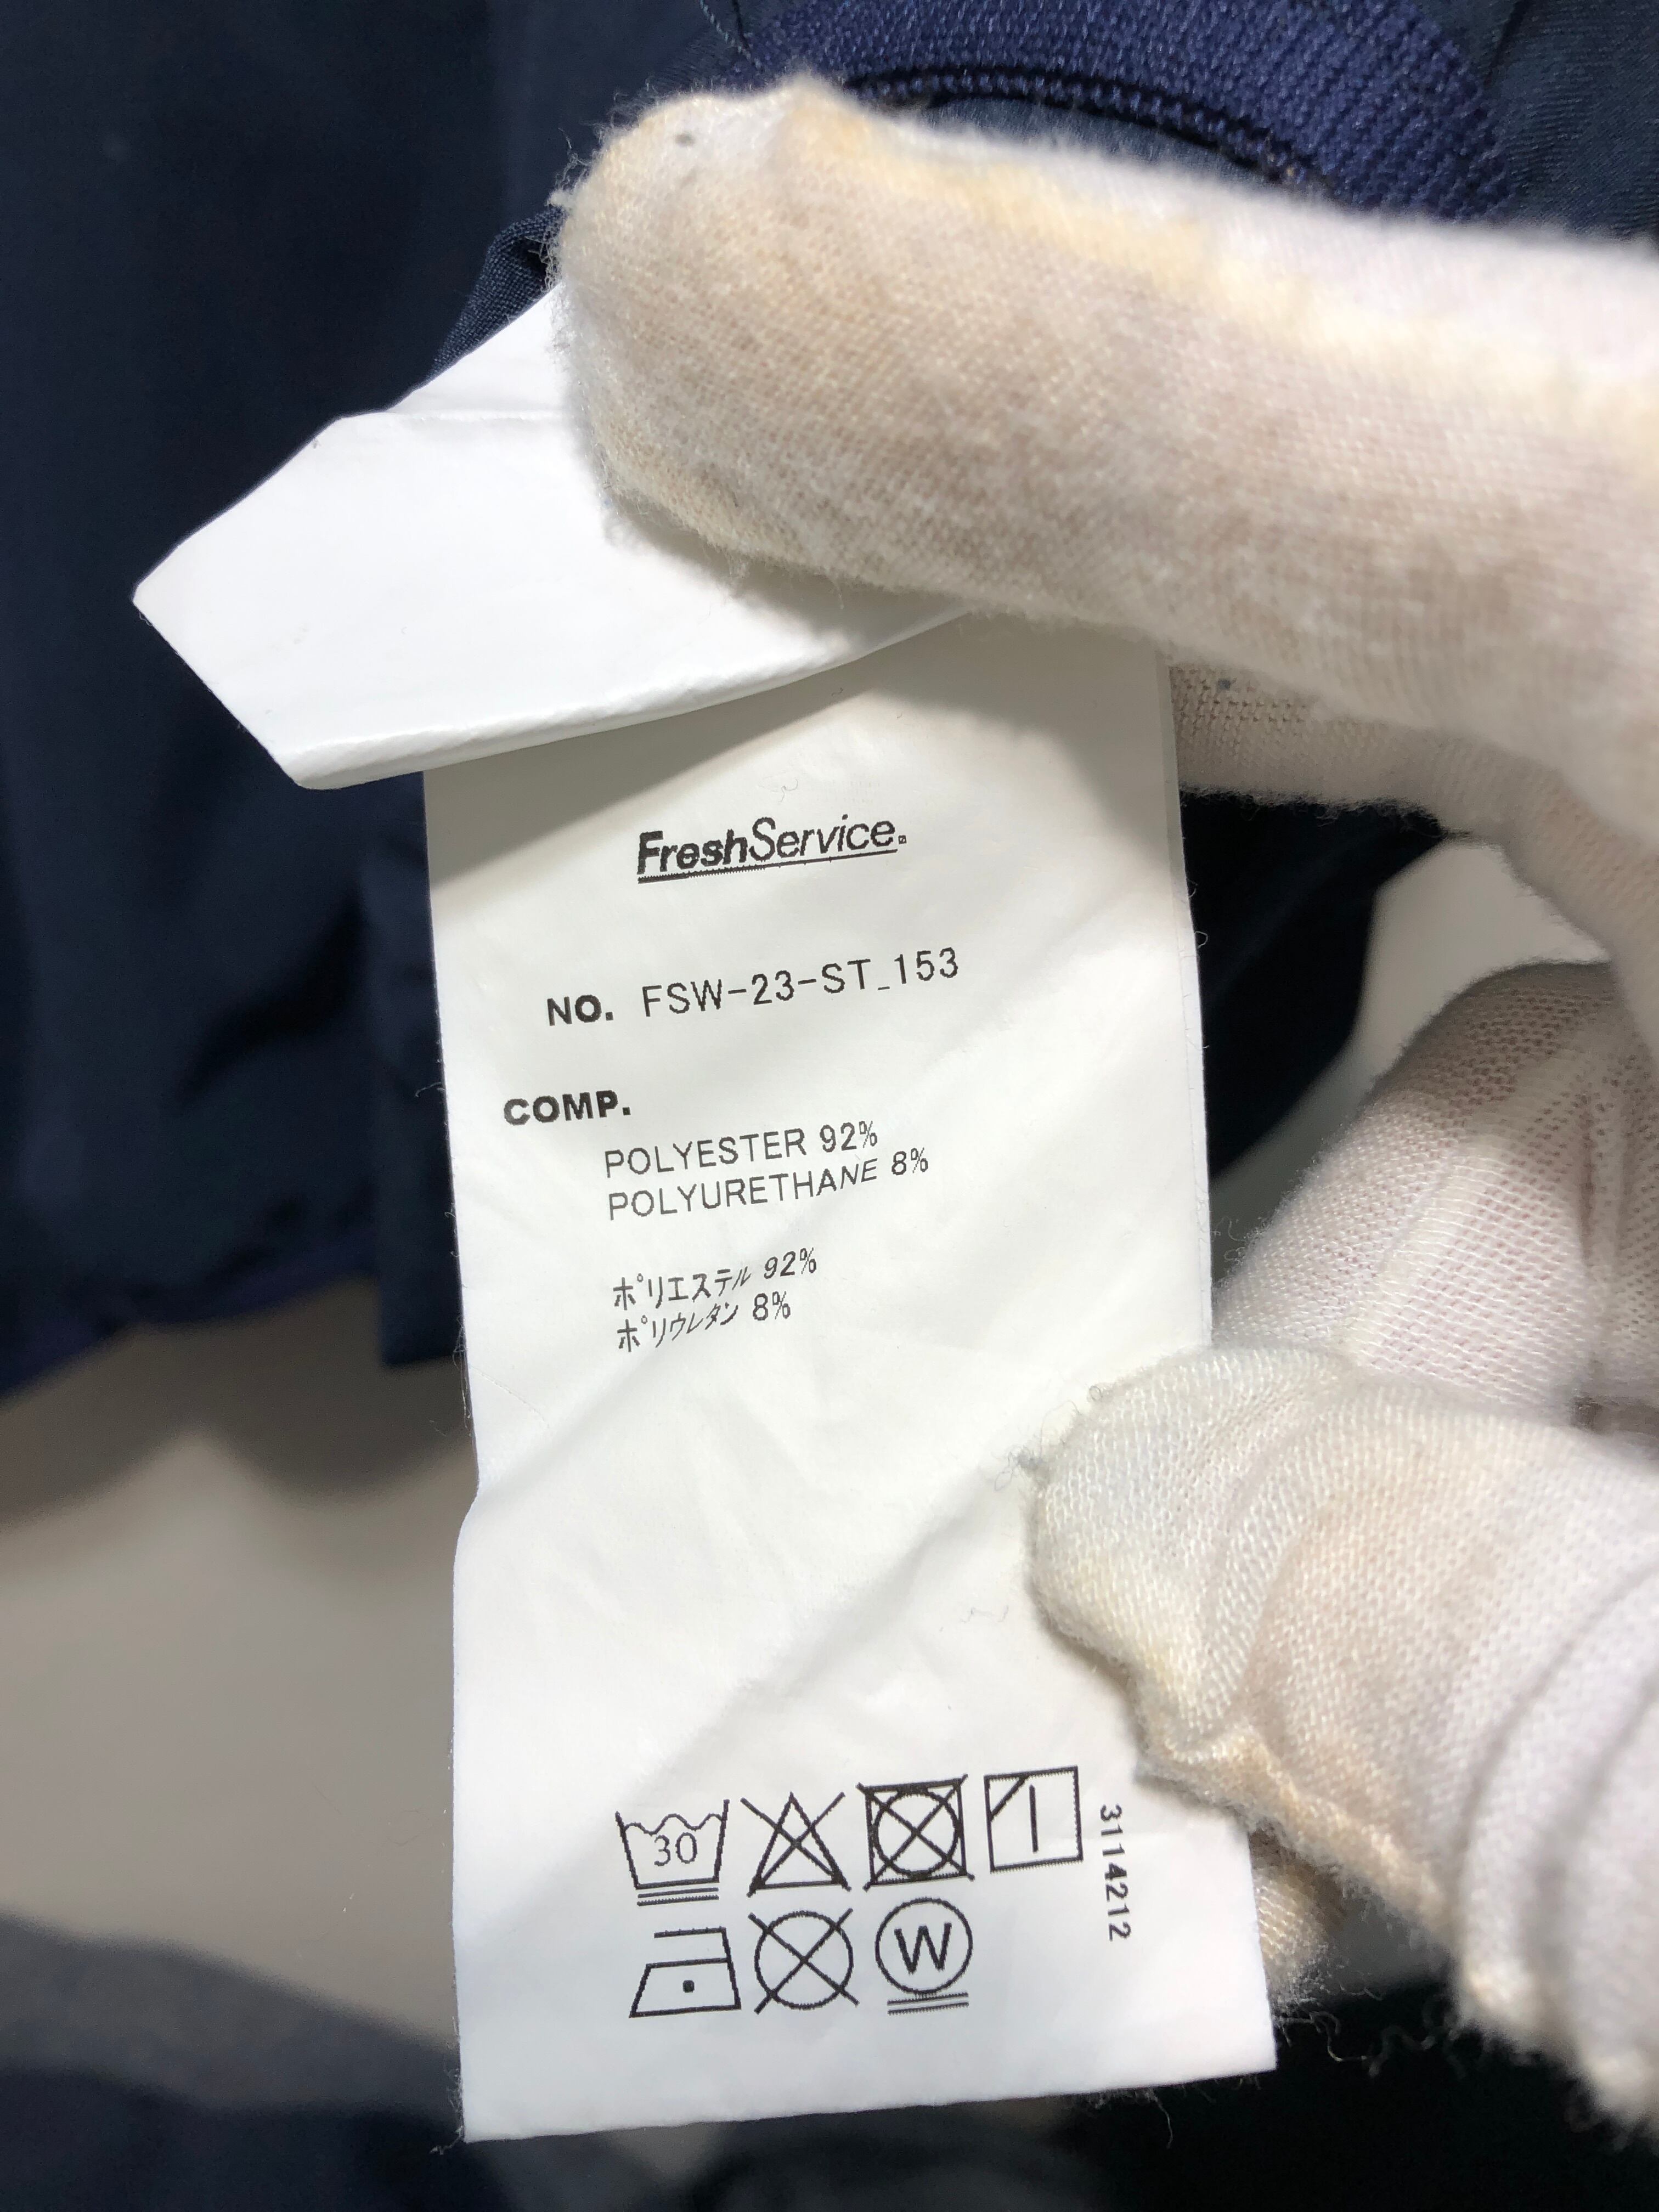 FreshService®
NO. FSW-23-ST_153
COMP.
POLYESTER 92%
POLYURETHANE 8%
ポリエステル 92%
ポリウレタン 8%
30
3114212
W